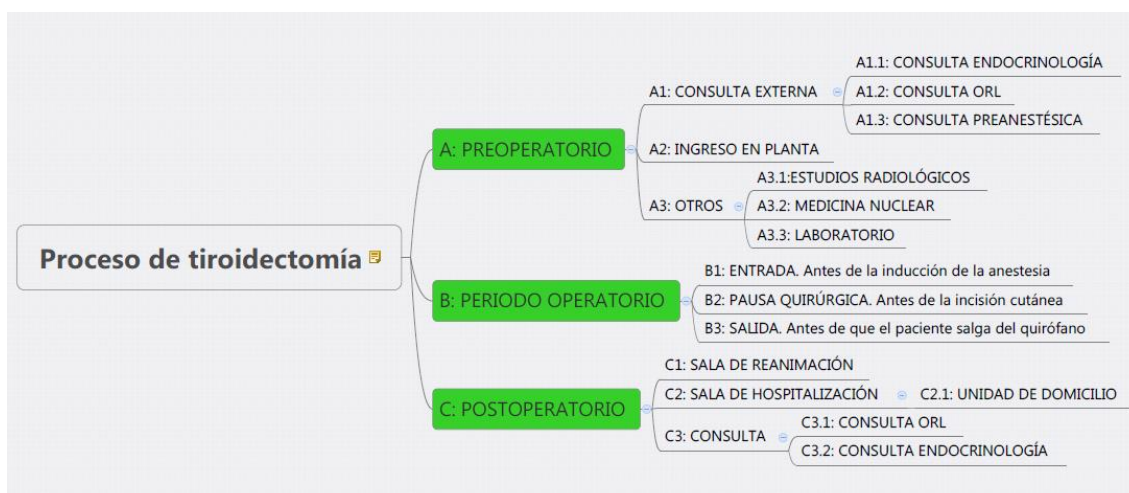 Proceso de tiroidectomía
A: PREOPERATORIO
A1: CONSULTA EXTERNA
A1.1: CONSULTA ENDOCRINOLOGÍA
A1.2: CONSULTA ORL
A1.3: CONSULTA PREANESTÉSICA
A2: INGRESO EN PLANTA
A3: OTROS
A3.1:ESTUDIOS RADIOLÓGICOS
A3.2: MEDICINA NUCLEAR
A3.3: LABORATORIO
B: PERIODO OPERATORIO
B1: ENTRADA. Antes de la inducción de la anestesia
B2: PAUSA QUIRÚRGICA. Antes de la incisión cutánea
B3: SALIDA. Antes de que el paciente salga del quirófano
C: POSTOPERATORIO
C1: SALA DE REANIMACIÓN
C2: SALA DE HOSPITALIZACIÓN
C2.1: UNIDAD DE DOMICILIO
C3: CONSULTA
C3.1: CONSULTA ORL
C3.2: CONSULTA ENDOCRINOLOGÍA